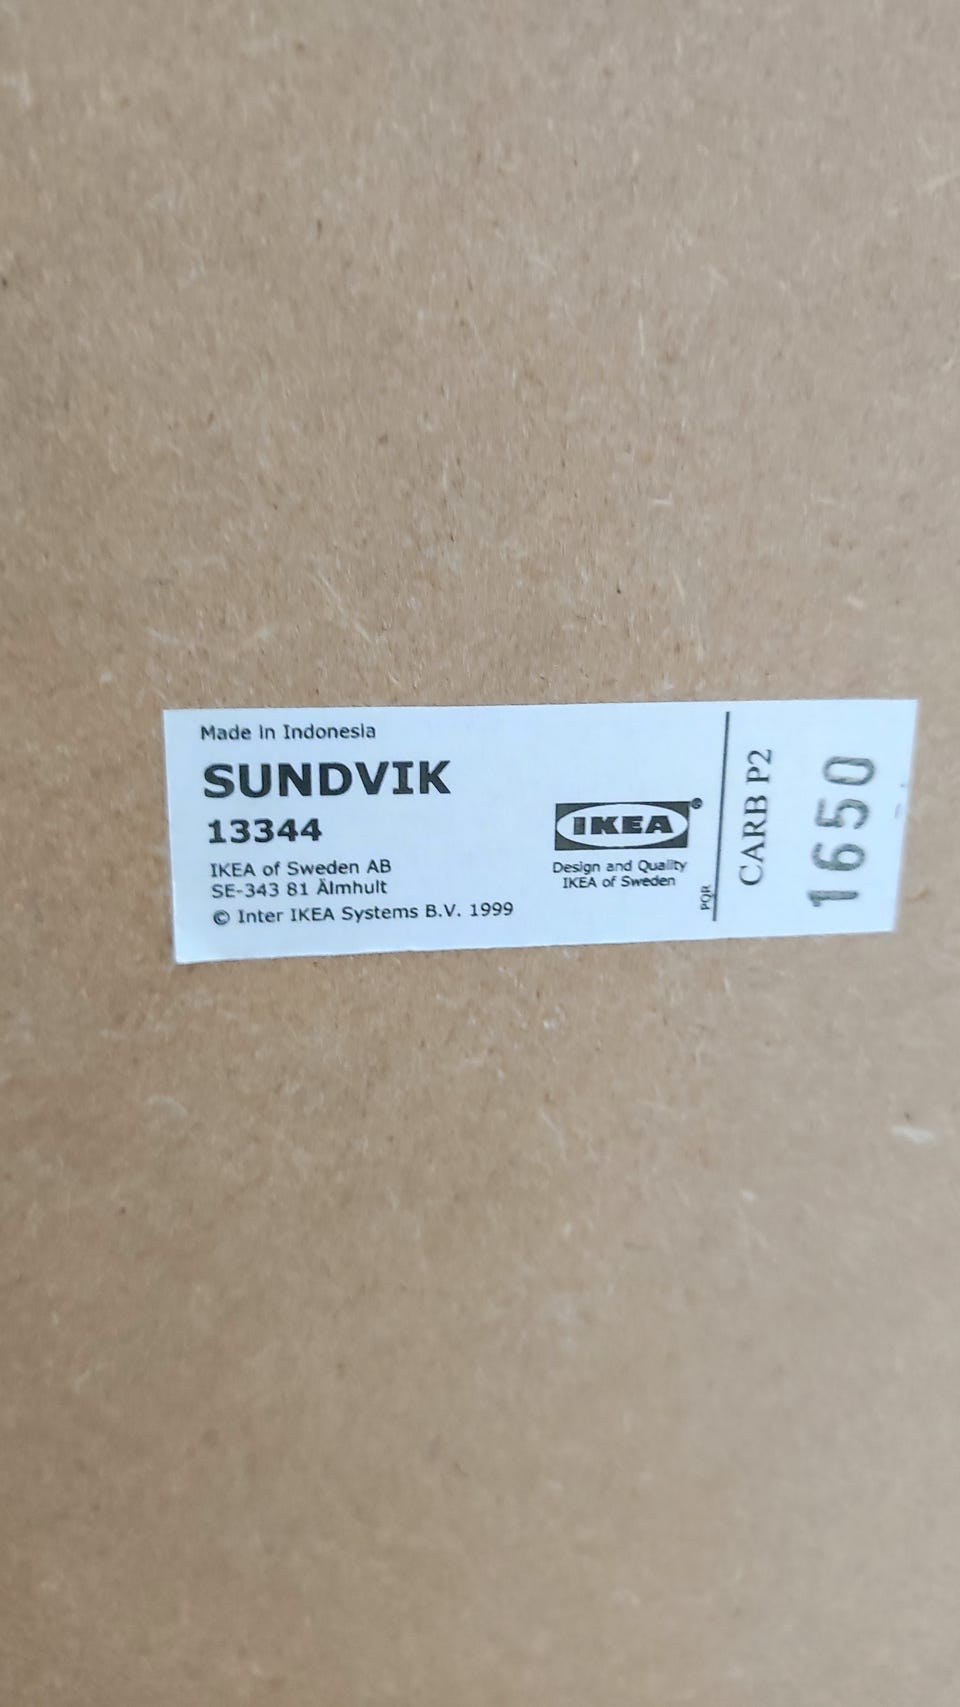 Made in Indonesia
SUNDVIK
13344
IKEA of Sweden AB
SE-343 81 Älmhult
© Inter IKEA Systems B.V. 1999
IKEA®
Design and Quality
IKEA of Sweden
PQR
CARB P2
1650